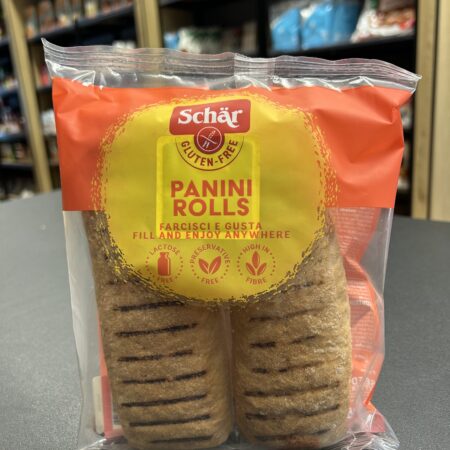 Schär
GLUTEN-FREE
PANINI
ROLLS
FARCISCI E GUSTA
FILL AND ENJOY ANYWHERE
LACTOSE FREE
PRESERVATIVE FREE
HIGH IN FIBRE